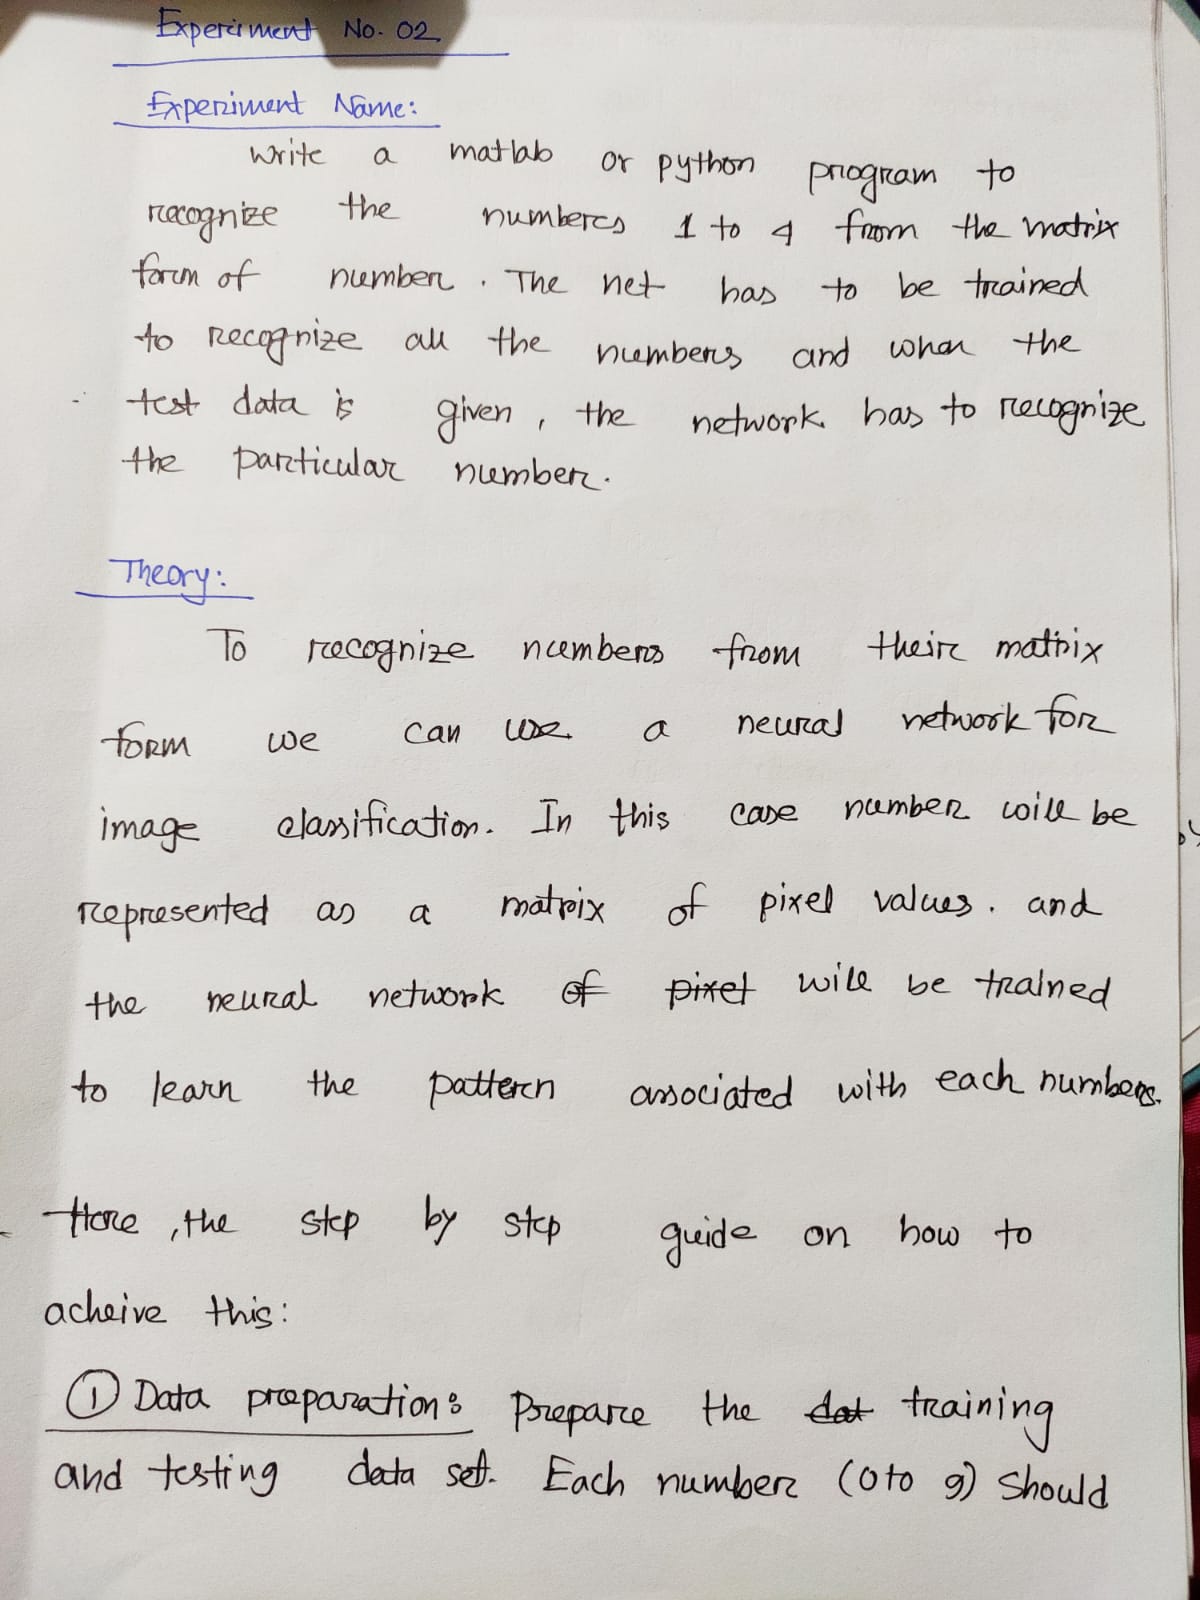 Experiment No. 02
Experiment Name:
write a matlab or python program to
recognize the numbers 1 to 4 from the matrix
form of number. The net has to be trained
to recognize all the numbers and when the
test data is given, the network has to recognize
the particular number.
Theory:
To recognize numbers from their matrix
form we can use a neural network for
image classification. In this case number will be
represented as a matrix of pixel values. and
the neural network of pixel will be trained
to learn the pattern associated with each numbers.
Here, the step by step guide on how to
acheive this:
① Data preparation: Prepare the dat training
and testing data set. Each number (0 to 9) should